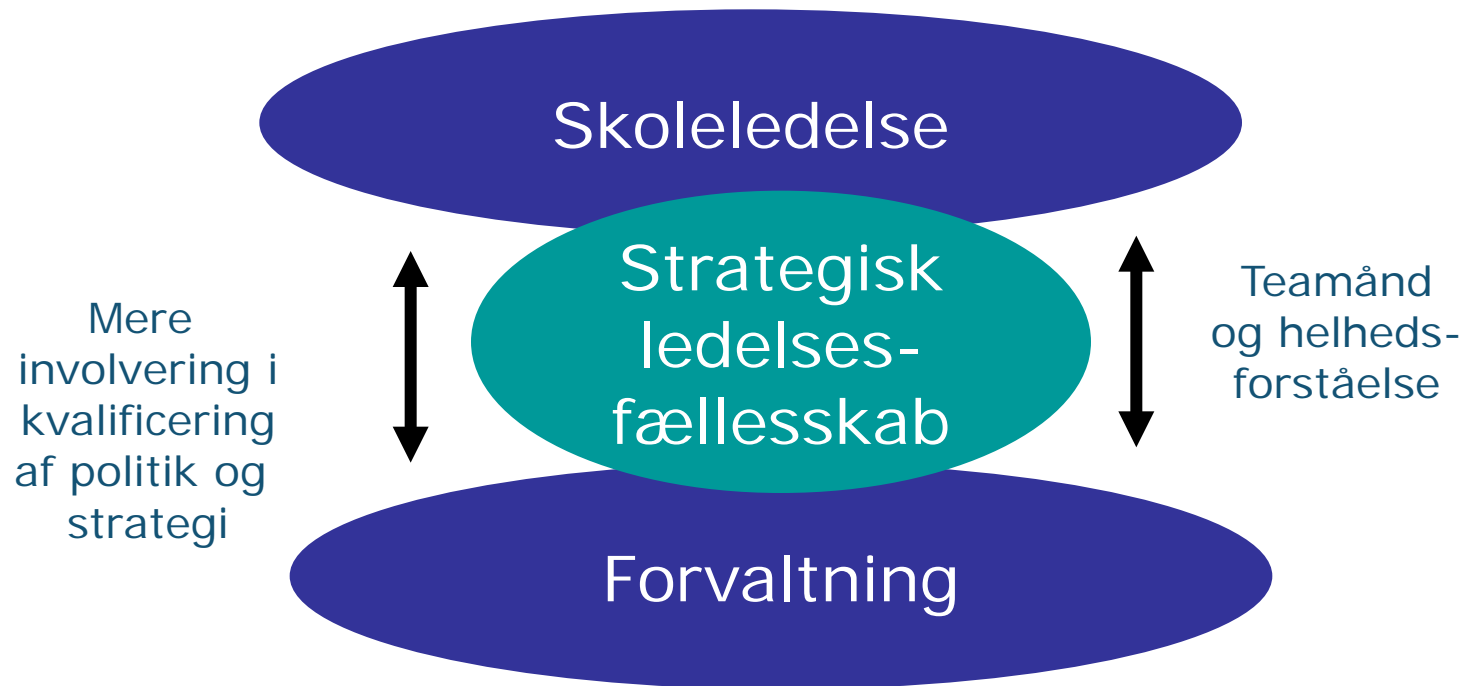 Skoleledelse
Strategisk
ledelses-
fællesskab
Mere
involvering i
kvalificering
af politik og
strategi
Teamånd
og helheds-
forståelse
Forvaltning